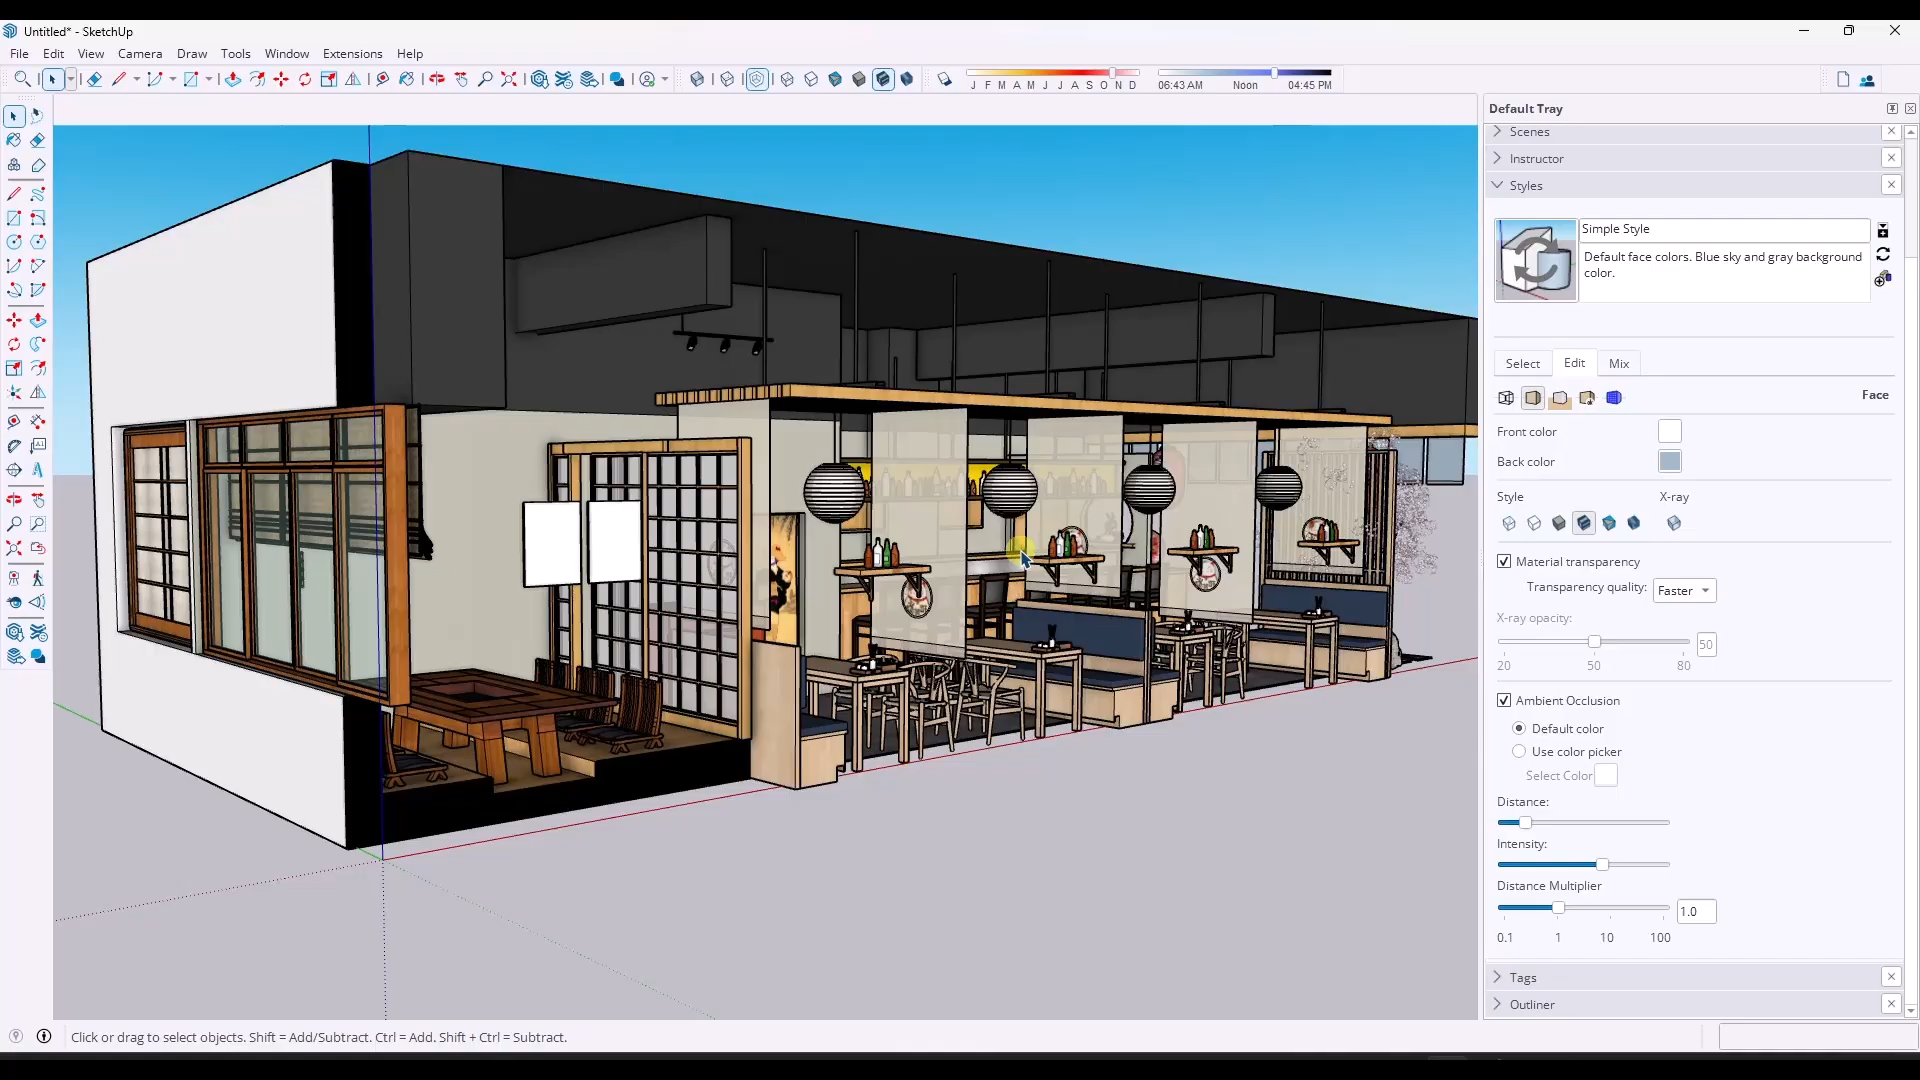 Untitled* - SketchUp
File Edit View Camera Draw Tools Window Extensions Help
J F M A M J J A S O N D
06:43 AM Noon 04:45 PM
Default Tray
Scenes
Instructor
Styles
Simple Style
Default face colors. Blue sky and gray background
color.
Select Edit Mix
Face
Front color
Back color
Style X-ray
Material transparency
Transparency quality: Faster
X-ray opacity:
50
20 50 80
Ambient Occlusion
Default color
Use color picker
Select Color
Distance:
Intensity:
Distance Multiplier
1.0
0.1 1 10 100
Tags
Outliner
Click or drag to select objects. Shift = Add/Subtract. Ctrl = Add. Shift + Ctrl = Subtract.